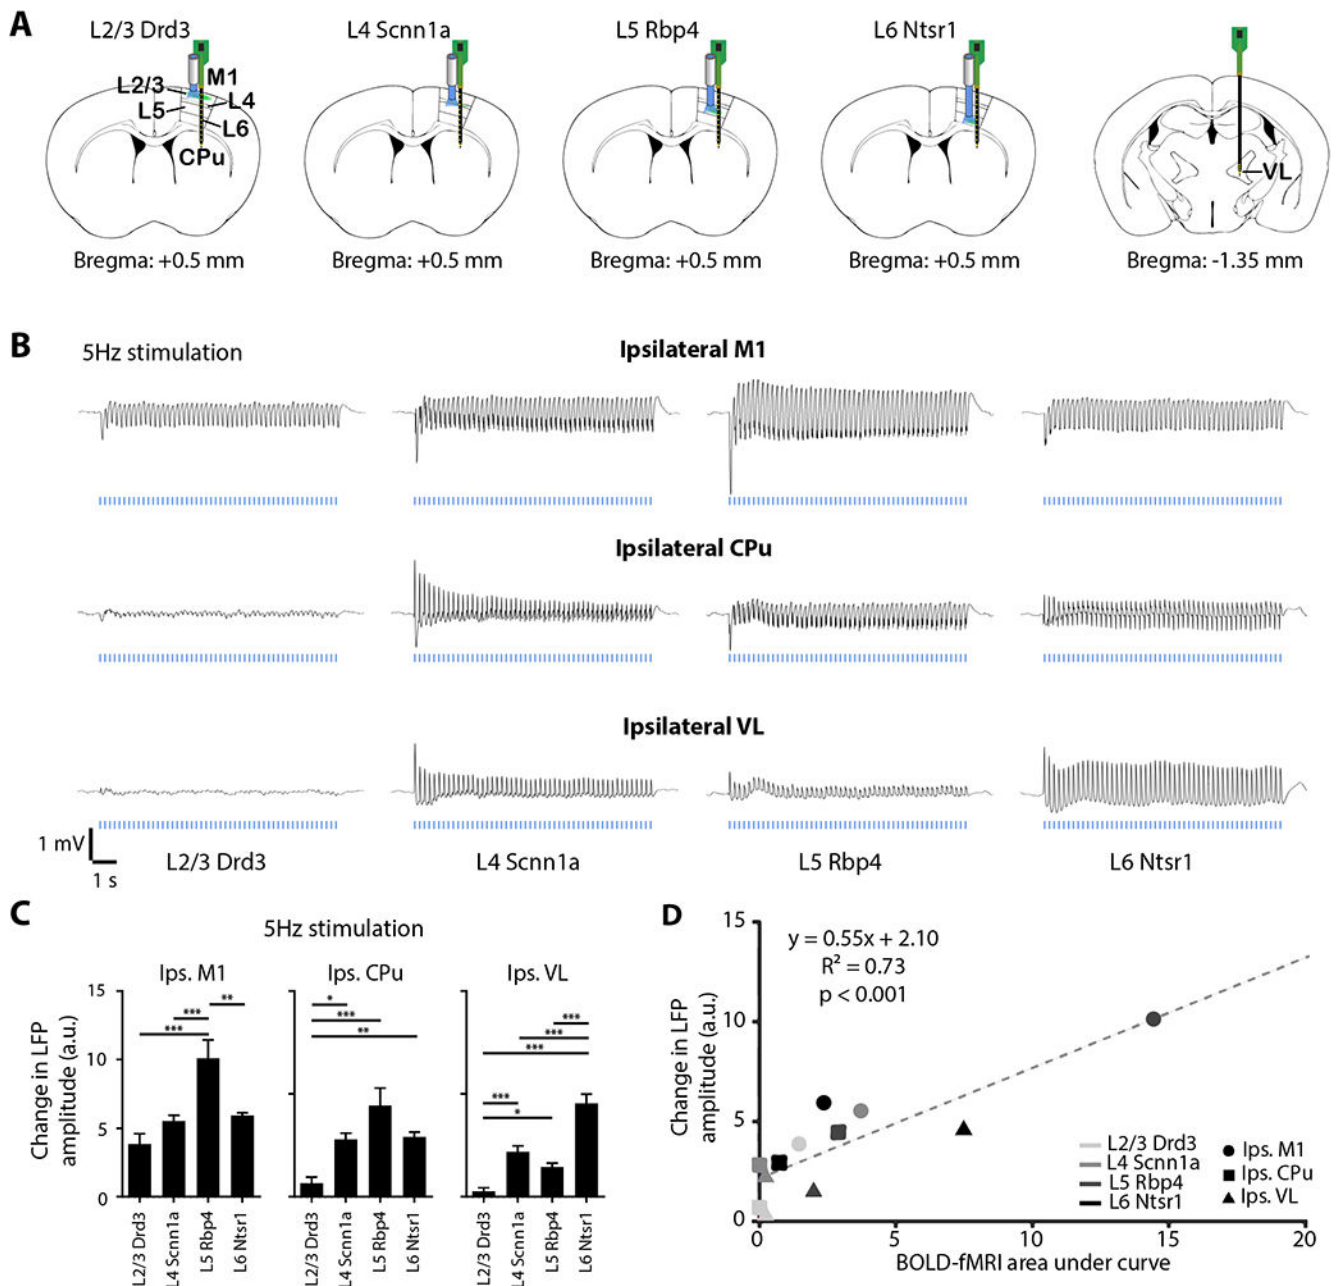 A
L2/3 Drd3
L4 Scnn1a
L5 Rbp4
L6 Ntsr1
L2/3
M1
L5
L4
L6
CPu
VL
Bregma: +0.5 mm
Bregma: +0.5 mm
Bregma: +0.5 mm
Bregma: +0.5 mm
Bregma: -1.35 mm
B
5Hz stimulation
Ipsilateral M1
Ipsilateral CPu
Ipsilateral VL
1 mV
1 s
L2/3 Drd3
L4 Scnn1a
L5 Rbp4
L6 Ntsr1
C
5Hz stimulation
Ips. M1
Ips. CPu
Ips. VL
Change in LFP
amplitude (a.u.)
15
10
5
0
***
***
**
*
***
**
***
***
***
***
*
L2/3 Drd3
L4 Scnn1a
L5 Rbp4
L6 Ntsr1
L2/3 Drd3
L4 Scnn1a
L5 Rbp4
L6 Ntsr1
L2/3 Drd3
L4 Scnn1a
L5 Rbp4
L6 Ntsr1
D
Change in LFP
amplitude (a.u.)
15
10
5
0
y = 0.55x + 2.10
R² = 0.73
p < 0.001
L2/3 Drd3
L4 Scnn1a
L5 Rbp4
L6 Ntsr1
Ips. M1
Ips. CPu
Ips. VL
0
5
10
15
20
BOLD-fMRI area under curve